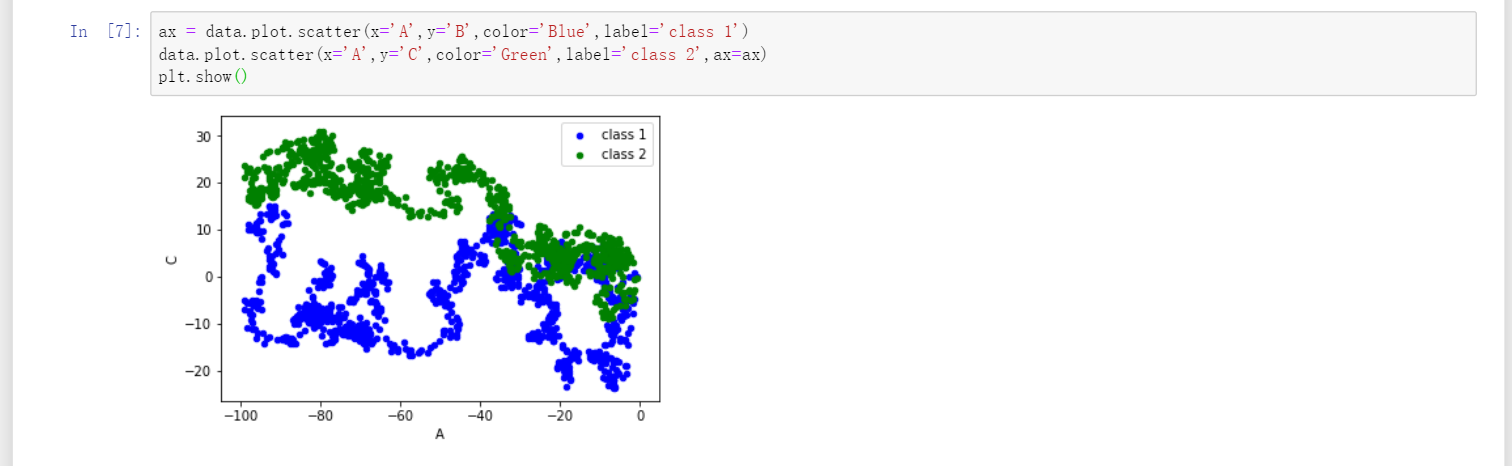 In [7]: ax = data.plot.scatter(x='A',y='B',color='Blue',label='class 1')
data.plot.scatter(x='A',y='C',color='Green',label='class 2',ax=ax)
plt.show()
class 1
class 2
30
20
10
0
−10
−20
C
−100 −80 −60 −40 −20 0
A